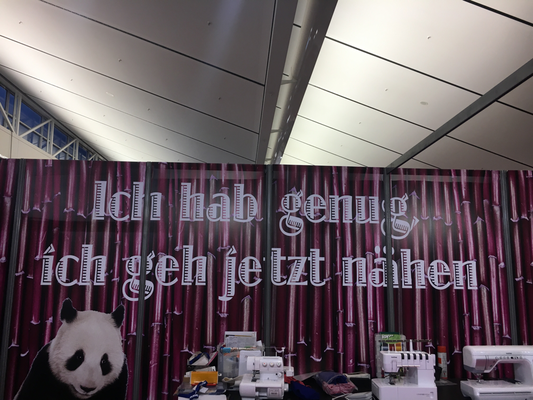 Ich hab genug
ich geh jetzt nähen